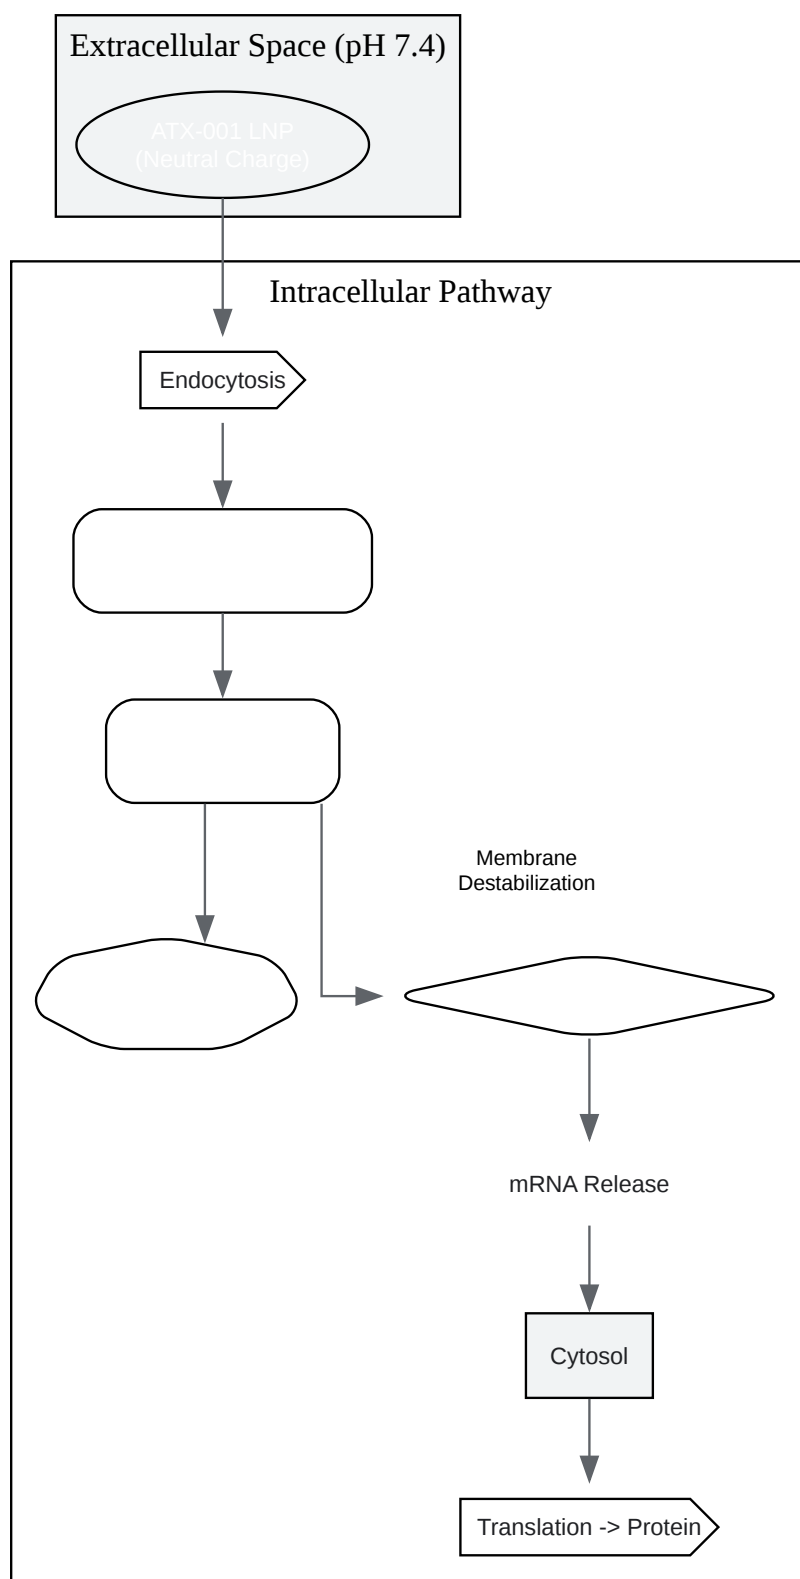 Extracellular Space (pH 7.4)
ATX-001 LNP
(Neutral Charge)
Intracellular Pathway
Endocytosis
Membrane
Destabilization
mRNA Release
Cytosol
Translation -> Protein